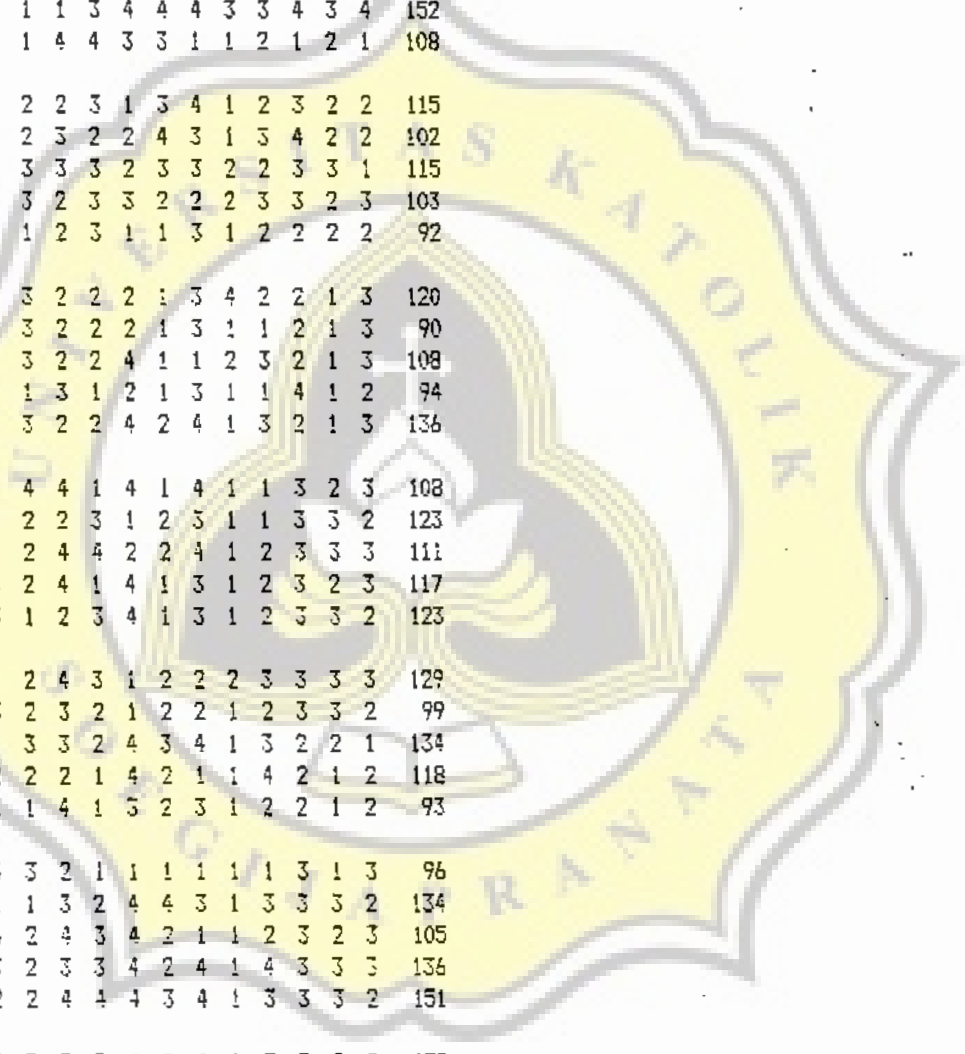 1 1 3 4 4 4 3 3 4 3 4 152
1 4 4 3 3 1 1 2 1 2 1 108
2 2 3 1 3 4 1 2 3 2 2 115
2 3 2 2 4 3 1 3 4 2 2 102
3 3 3 2 3 3 2 2 3 3 1 115
3 2 3 3 2 2 2 3 3 2 3 103
1 2 3 1 1 3 1 2 2 2 2 92
3 2 2 2 1 3 4 2 2 1 3 120
3 2 2 2 1 3 1 1 2 1 3 90
3 2 2 4 1 1 2 3 2 1 3 108
1 3 1 2 1 3 1 1 4 1 2 94
3 2 2 4 2 4 1 3 2 1 3 136
4 4 1 4 1 4 1 1 3 2 3 108
2 2 3 1 2 3 1 1 3 3 2 123
2 4 4 2 2 4 1 2 3 3 3 111
2 4 1 4 1 3 1 2 3 2 3 117
1 2 3 4 1 3 1 2 3 3 2 123
2 4 3 1 2 2 2 3 3 3 3 129
2 3 2 1 2 2 1 2 3 3 2 99
3 3 2 4 3 4 1 3 2 2 1 134
2 2 1 4 2 1 1 4 2 1 2 118
1 4 1 3 2 3 1 2 2 1 2 93
3 2 1 1 1 1 1 1 3 1 3 96
1 3 2 4 4 3 1 3 3 3 2 134
2 4 3 4 2 1 1 2 3 2 3 105
2 3 3 4 2 4 1 4 3 3 3 136
2 4 4 4 3 4 1 3 3 3 2 151
UNIVERSITAS KATOLIK
SOEGIJAPRANATA